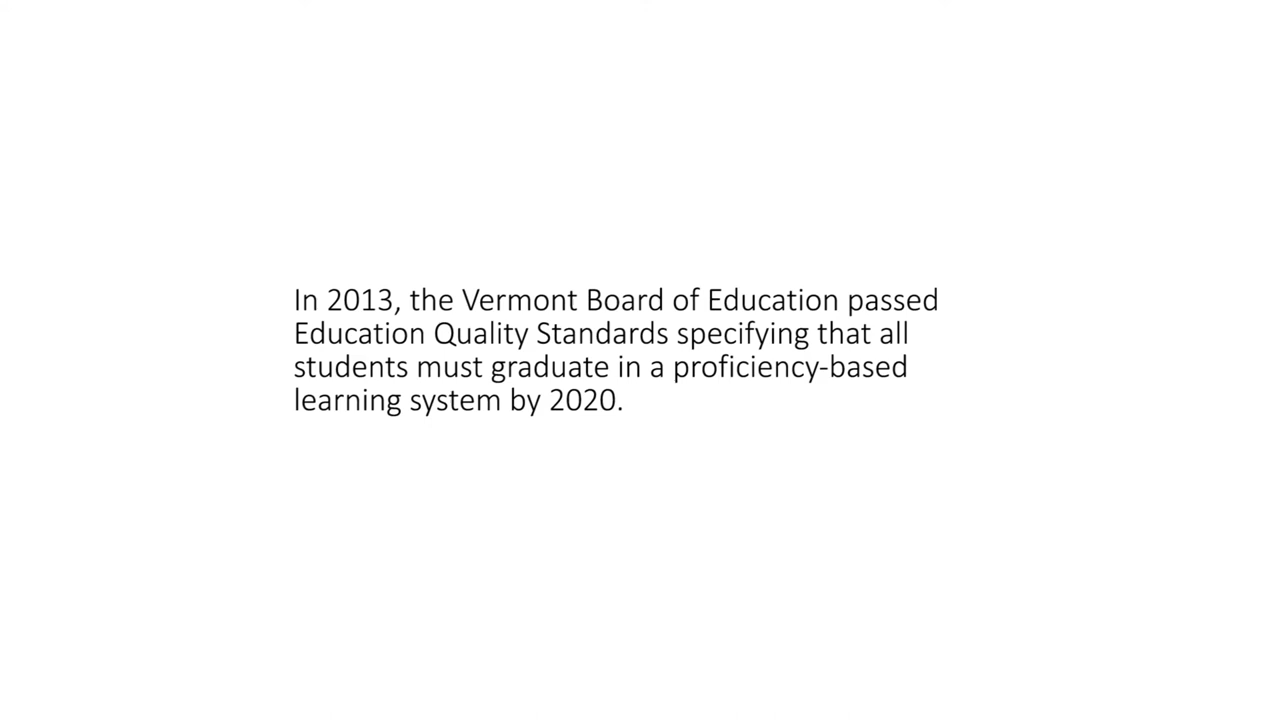 In 2013, the Vermont Board of Education passed
Education Quality Standards specifying that all
students must graduate in a proficiency-based
learning system by 2020.